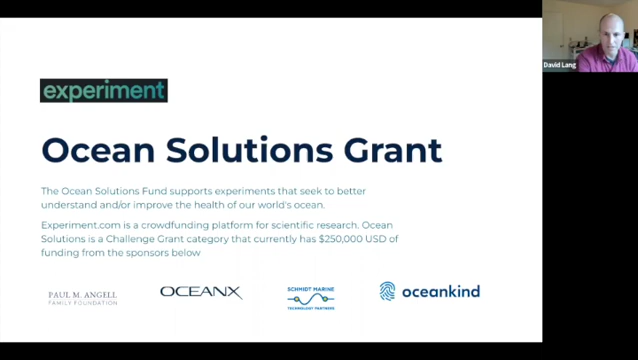 experiment
Ocean Solutions Grant
The Ocean Solutions Fund supports experiments that seek to better
understand and/or improve the health of our world's ocean.
Experiment.com is a crowdfunding platform for scientific research. Ocean
Solutions is a Challenge Grant category that currently has $250,000 USD of
funding from the sponsors below
PAUL M. ANGELL
FAMILY FOUNDATION
OCEANX
SCHMIDT MARINE
TECHNOLOGY PARTNERS
oceankind
David Lang